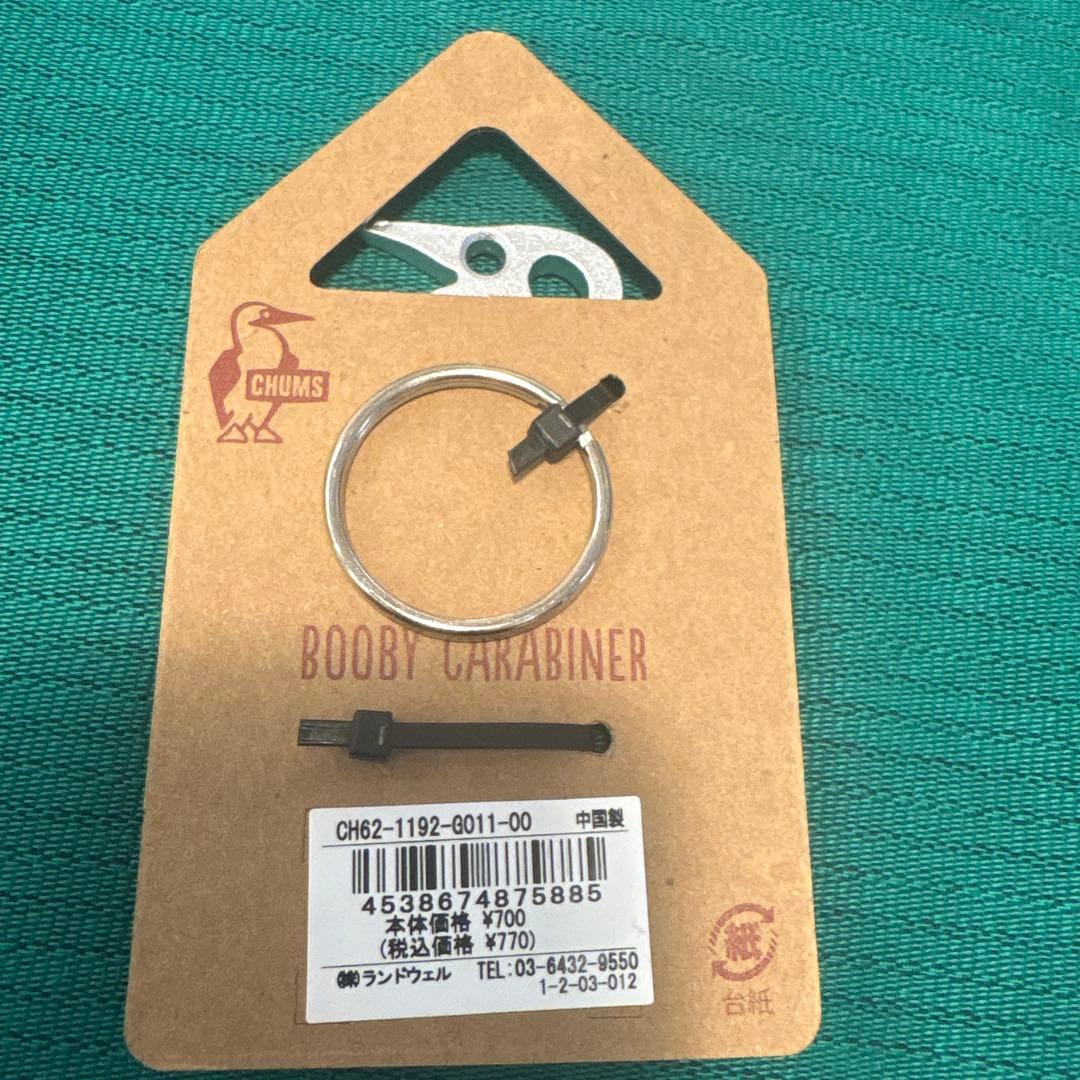 CHUMS
BOOBY CARABINER
CH62-1192-G011-00 中国製
4538674875885
本体価格 ¥700
(税込価格 ¥770)
㈱ランドウェル TEL:03-6432-9550
1-2-03-012
紙
台紙